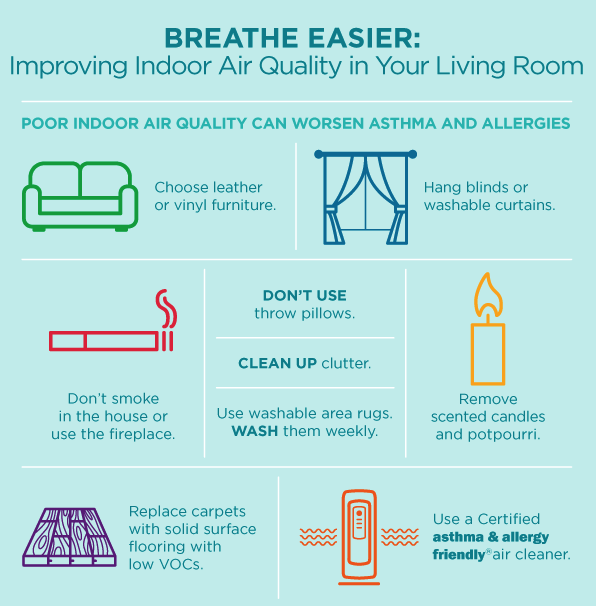 BREATHE EASIER:
Improving Indoor Air Quality in Your Living Room
POOR INDOOR AIR QUALITY CAN WORSEN ASTHMA AND ALLERGIES
Choose leather
or vinyl furniture.
Hang blinds or
washable curtains.
Don't smoke
in the house or
use the fireplace.
DON'T USE
throw pillows.
CLEAN UP clutter.
Use washable area rugs.
WASH them weekly.
Remove
scented candles
and potpourri.
Replace carpets
with solid surface
flooring with
low VOCs.
Use a Certified
asthma & allergy
friendly® air cleaner.